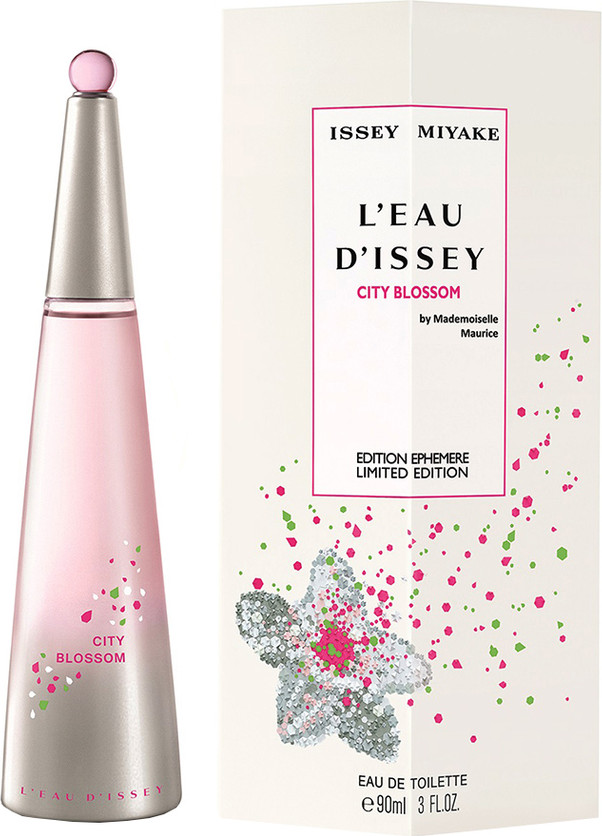 CITY
BLOSSOM
L'EAU D'ISSEY
ISSEY MIYAKE
L'EAU
D'ISSEY
CITY BLOSSOM
by Mademoiselle
Maurice
EDITION EPHEMERE
LIMITED EDITION
EAU DE TOILETTE
e90ml 3 FL.OZ.